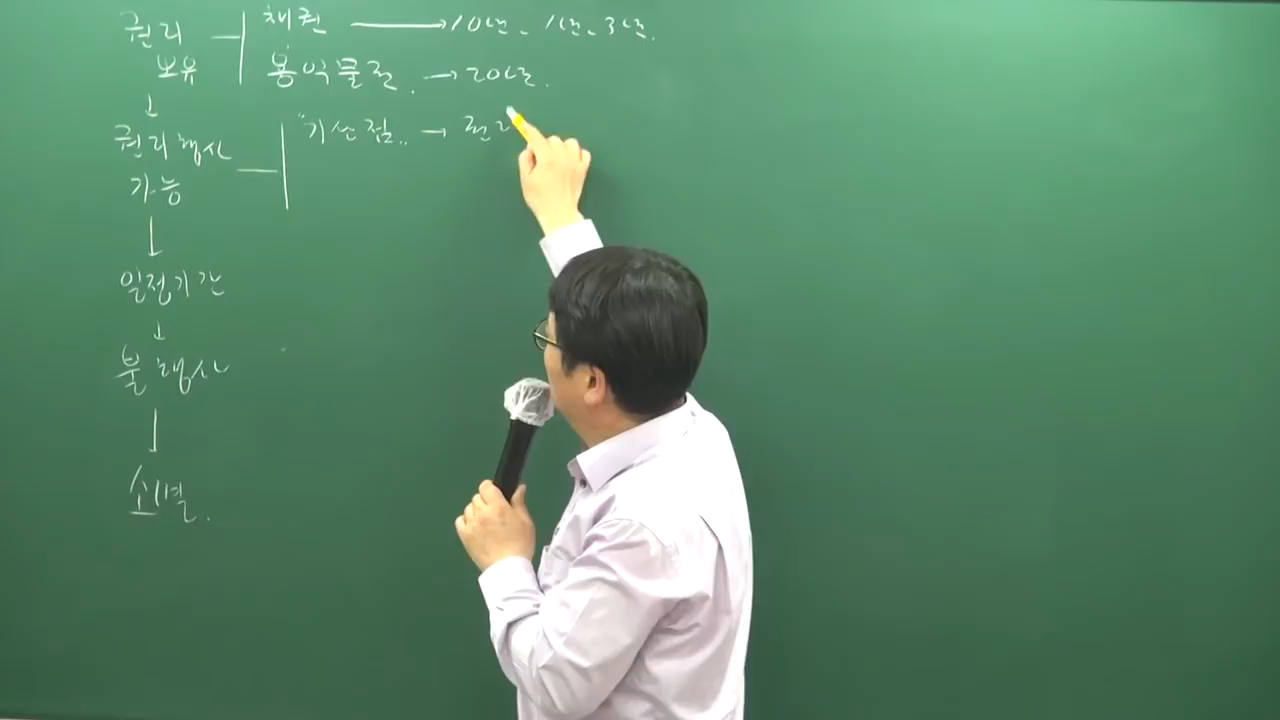 권리 — 채권 → 10년, 1년, 3년.
보유 용익물권. → 20년.
↓
권리행사 "기산점" → 권리
가능
↓
일정기간
↓
불행사
↓
소멸.